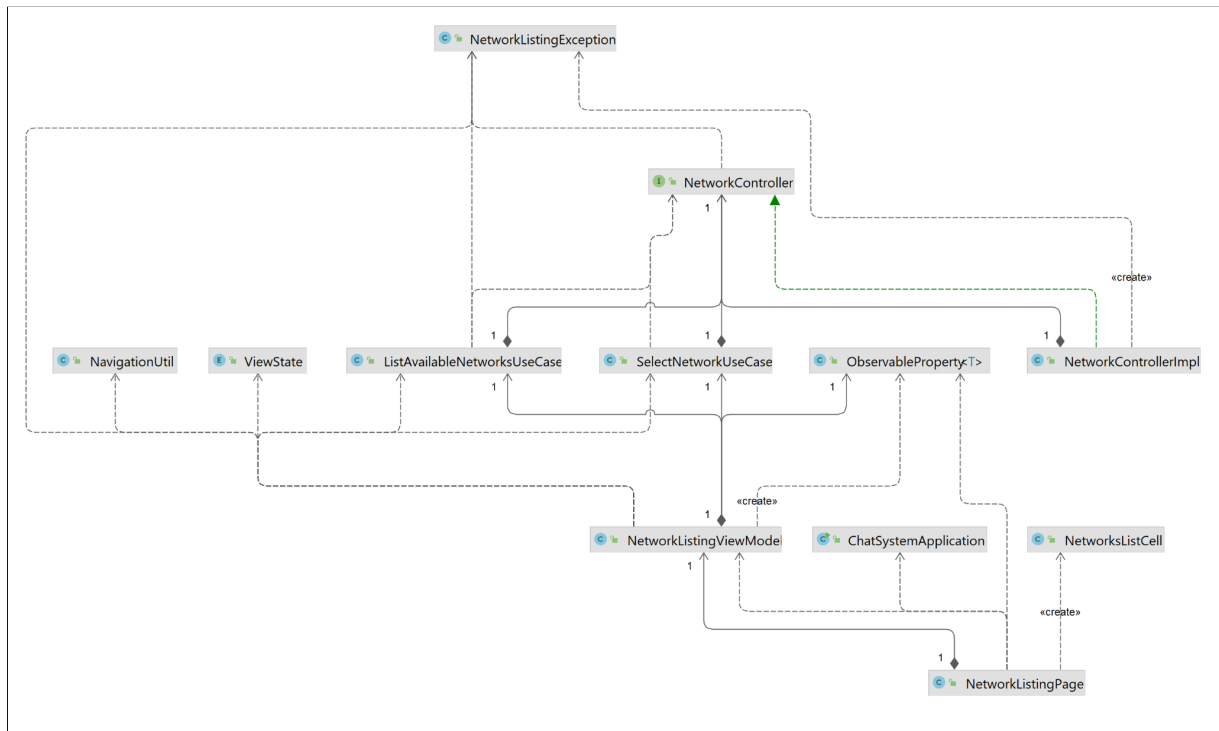 C NetworkListingException
I NetworkController
1
«create»
1
1
1
C NavigationUtil
E ViewState
C ListAvailableNetworksUseCase
C SelectNetworkUseCase
C ObservableProperty<T>
C NetworkControllerImpl
1
1
1
«create»
1
C NetworkListingViewModel
C ChatSystemApplication
C NetworksListCell
1
«create»
1
C NetworkListingPage